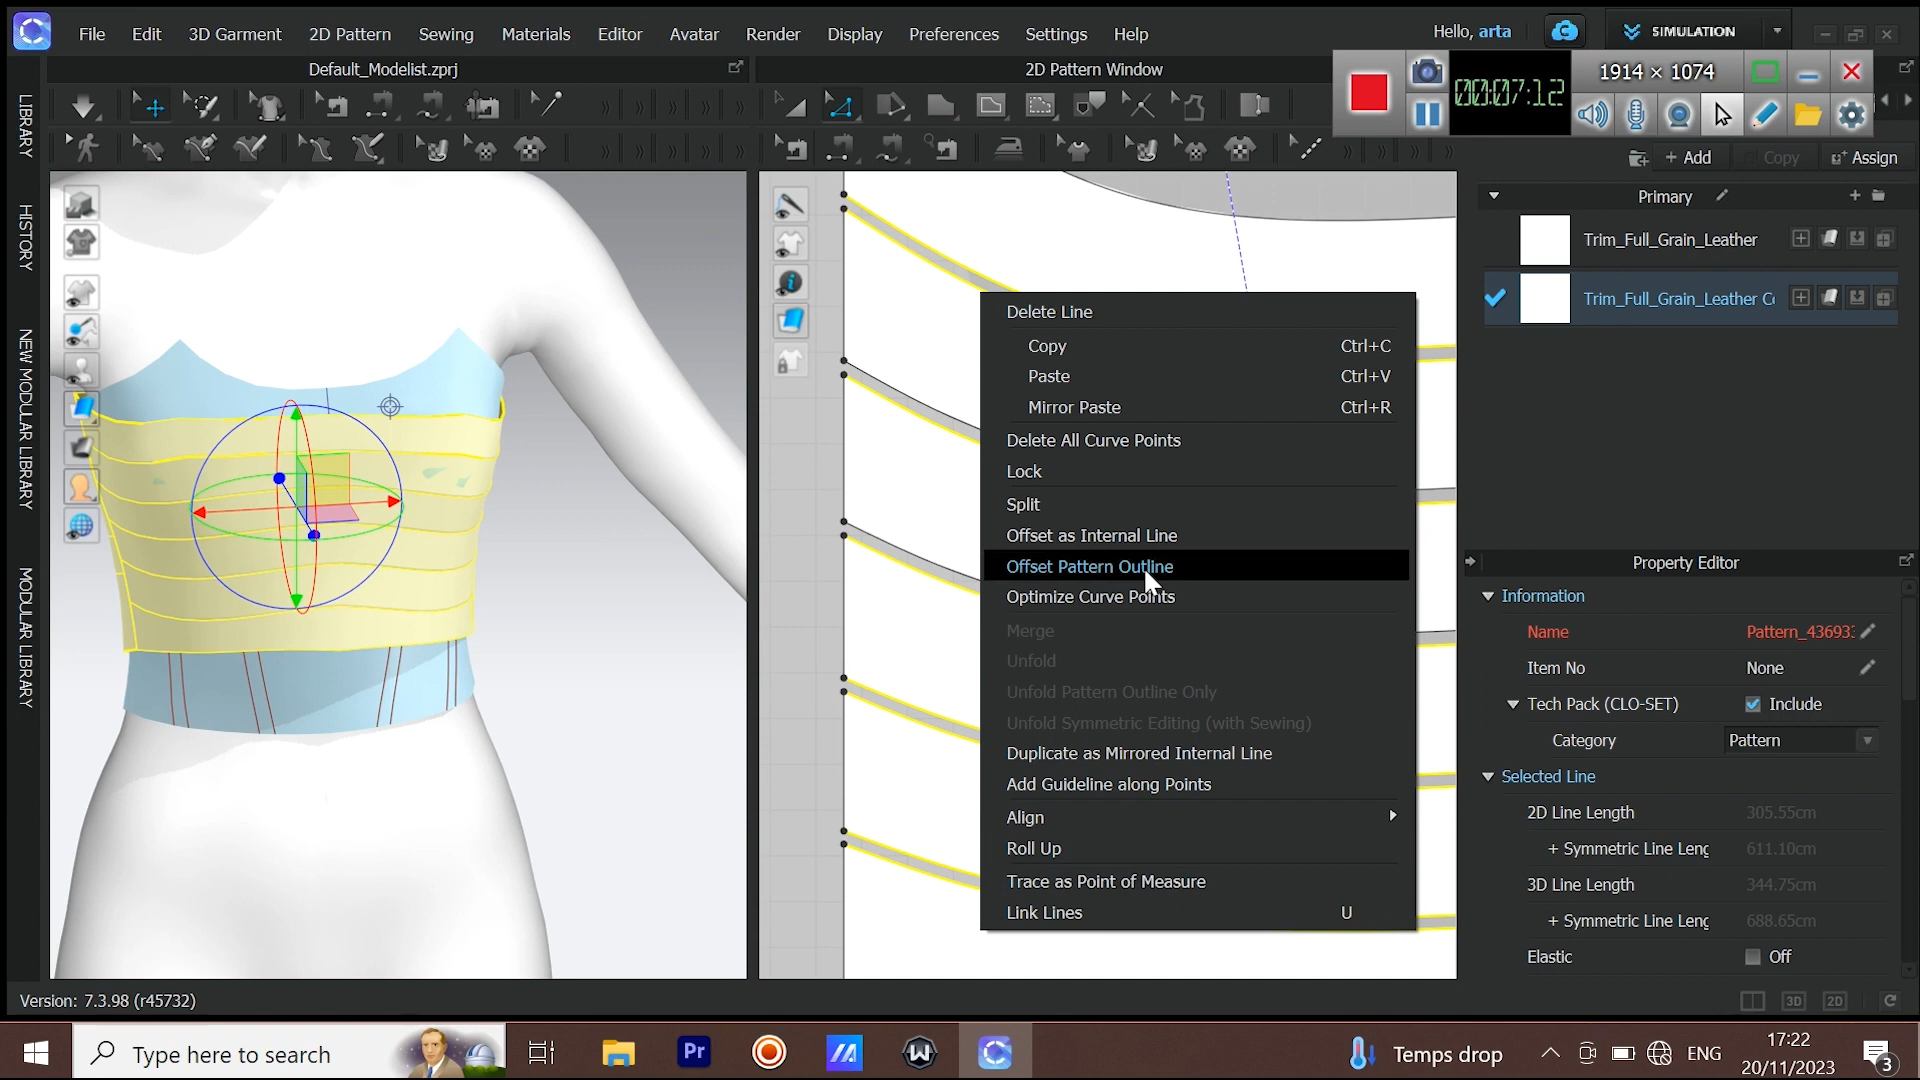 File Edit 3D Garment 2D Pattern Sewing Materials Editor Avatar Render Display Preferences Settings Help
Hello, arta
SIMULATION
Default_Modelist.zprj
2D Pattern Window
00:07:12
1914 × 1074
+ Add
Copy
Assign
LIBRARY
HISTORY
NEW MODULAR LIBRARY
MODULAR LIBRARY
Primary
Trim_Full_Grain_Leather
Trim_Full_Grain_Leather Co
Delete Line
Copy Ctrl+C
Paste Ctrl+V
Mirror Paste Ctrl+R
Delete All Curve Points
Lock
Split
Offset as Internal Line
Offset Pattern Outline
Optimize Curve Points
Merge
Unfold
Unfold Pattern Outline Only
Unfold Symmetric Editing (with Sewing)
Duplicate as Mirrored Internal Line
Add Guideline along Points
Align
Roll Up
Trace as Point of Measure
Link Lines U
Property Editor
Information
Name Pattern_43693
Item No None
Tech Pack (CLO-SET) Include
Category Pattern
Selected Line
2D Line Length 305.55cm
+ Symmetric Line Leng 611.10cm
3D Line Length 344.75cm
+ Symmetric Line Leng 688.65cm
Elastic Off
Version: 7.3.98 (r45732)
3D
2D
Type here to search
Pr
Temps drop
ENG
17:22
20/11/2023
3